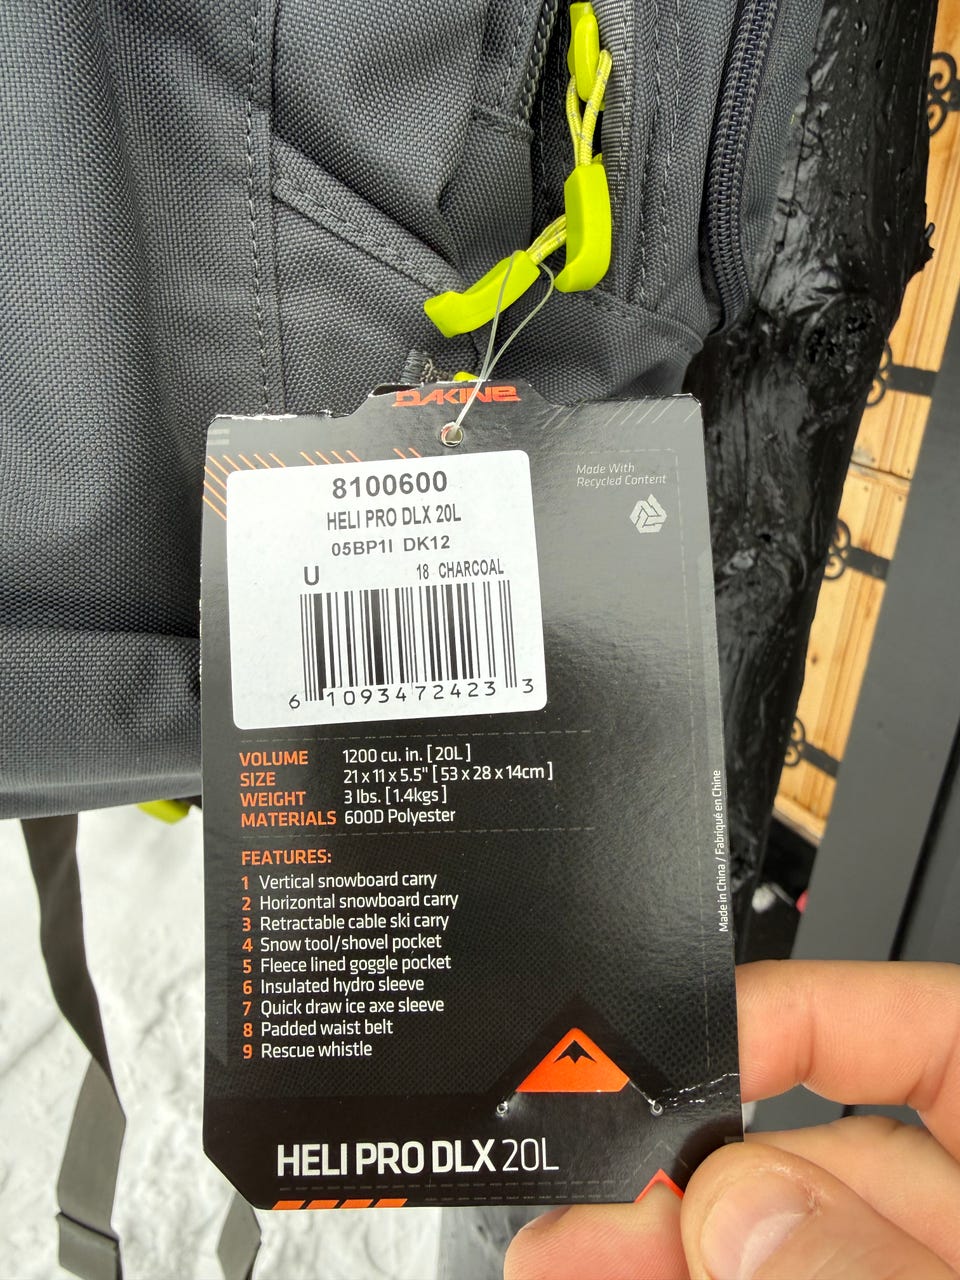 DAKINE
Made With
Recycled Content
8100600
HELI PRO DLX 20L
05BP1I DK12
U 18 CHARCOAL
6 10934 72423 3
VOLUME 1200 cu. in. [ 20L ]
SIZE 21 x 11 x 5.5" [ 53 x 28 x 14cm ]
WEIGHT 3 lbs. [ 1.4kgs ]
MATERIALS 600D Polyester
FEATURES:
1 Vertical snowboard carry
2 Horizontal snowboard carry
3 Retractable cable ski carry
4 Snow tool/shovel pocket
5 Fleece lined goggle pocket
6 Insulated hydro sleeve
7 Quick draw ice axe sleeve
8 Padded waist belt
9 Rescue whistle
Made in China / Fabriqué en Chine
HELI PRO DLX 20L